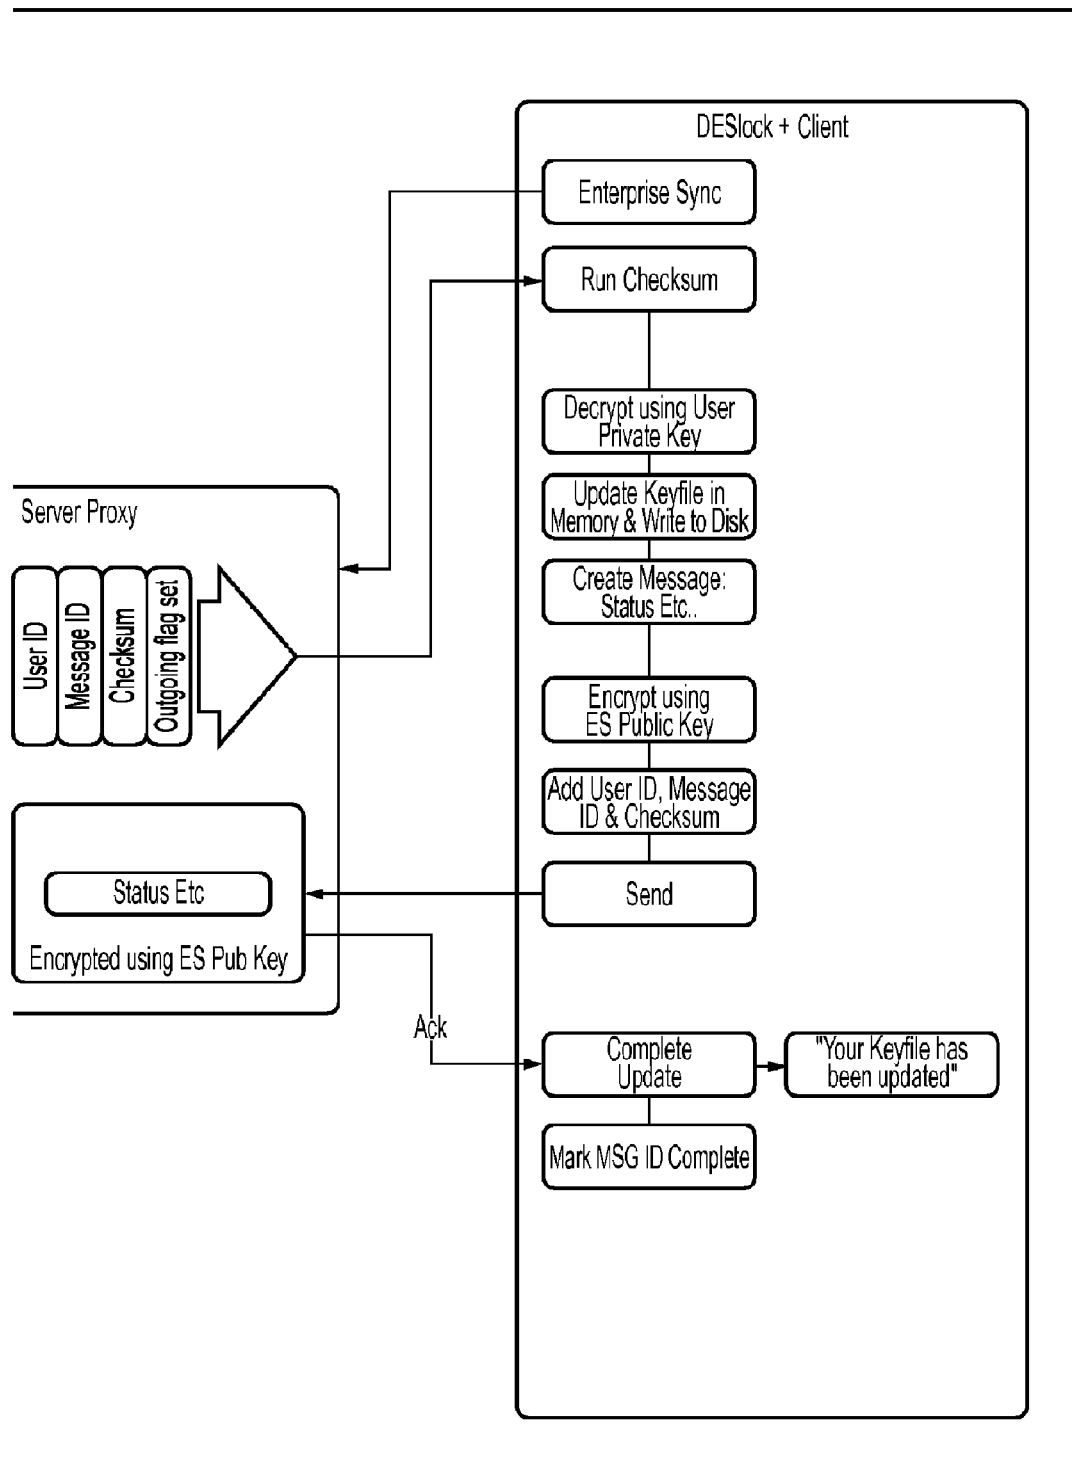 DESlock + Client
Enterprise Sync
Run Checksum
Decrypt using User
Private Key
Update Keyfile in
Memory & Write to Disk
Create Message:
Status Etc..
Encrypt using
ES Public Key
Add User ID, Message
ID & Checksum
Send
Server Proxy
User ID
Message ID
Checksum
Outgoing flag set
Status Etc
Encrypted using ES Pub Key
Ack
Complete
Update
"Your Keyfile has
been updated"
Mark MSG ID Complete